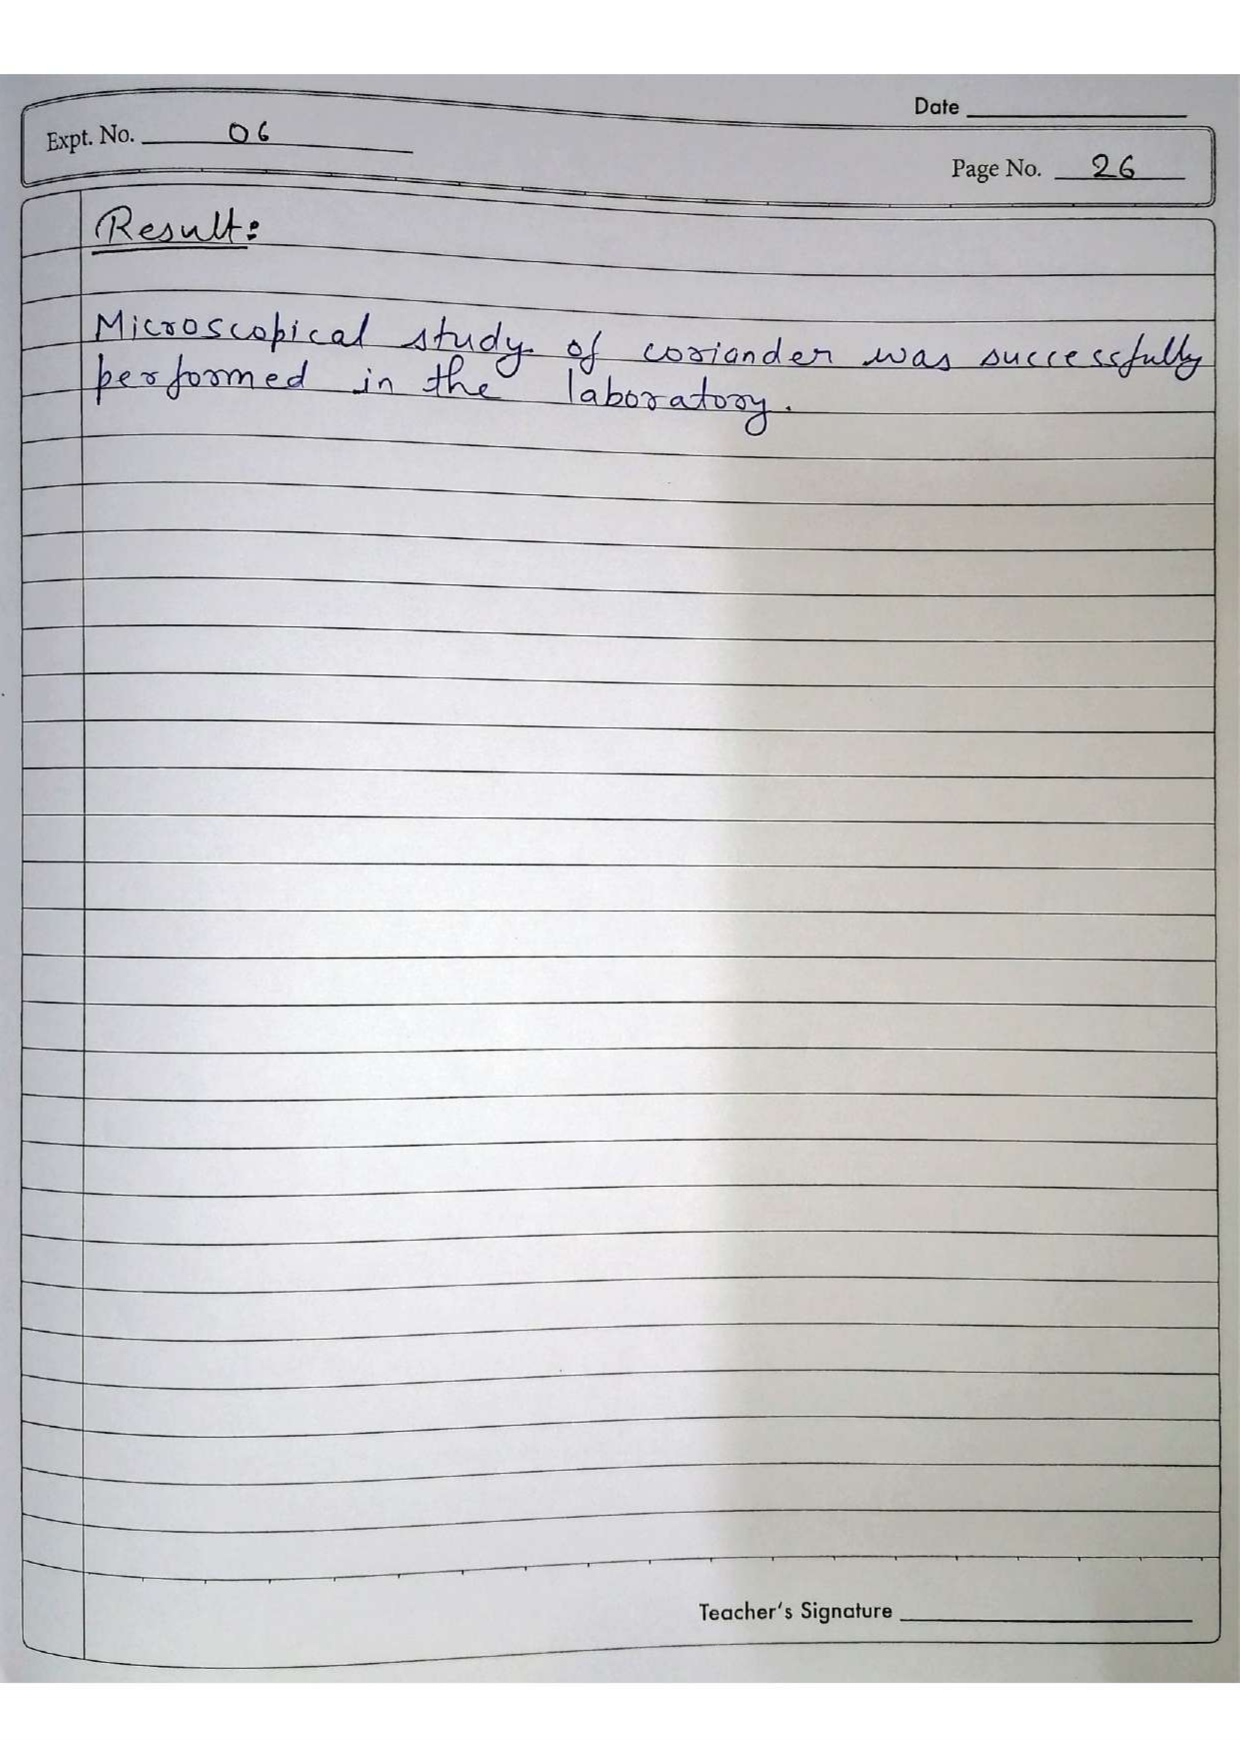 Date
Expt. No. 06
Page No. 26
Result:
Microscopical study of coriander was successfully
performed in the laboratory.
Teacher's Signature